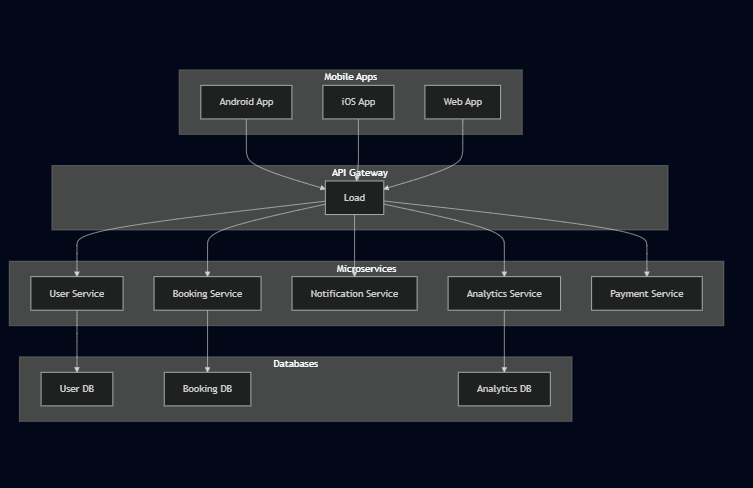 Mobile Apps
Android App
iOS App
Web App
API Gateway
Load
Microservices
User Service
Booking Service
Notification Service
Analytics Service
Payment Service
Databases
User DB
Booking DB
Analytics DB